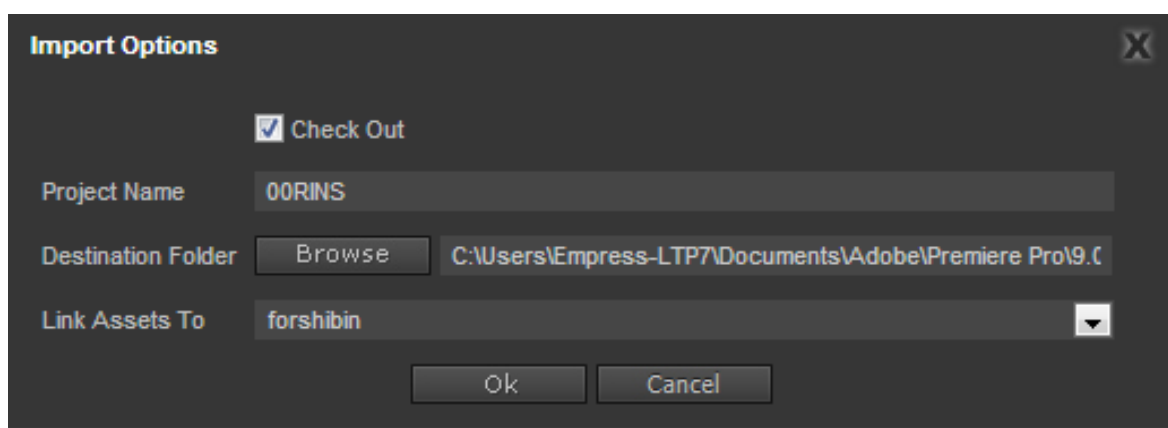 Import Options X
Check Out
Project Name 00RINS
Destination Folder Browse C:\Users\Empress-LTP7\Documents\Adobe\Premiere Pro\9.0
Link Assets To forshibin
Ok Cancel